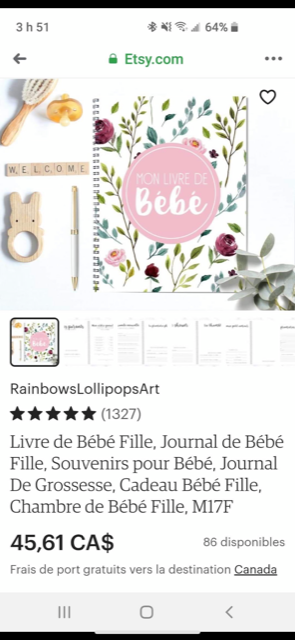 3 h 51
64%
Etsy.com
WELCOME
MON LIVRE DE
Bébé
RainbowsLollipopsArt
(1327)
Livre de Bébé Fille, Journal de Bébé
Fille, Souvenirs pour Bébé, Journal
De Grossesse, Cadeau Bébé Fille,
Chambre de Bébé Fille, M17F
45,61 CA$
86 disponibles
Frais de port gratuits vers la destination Canada